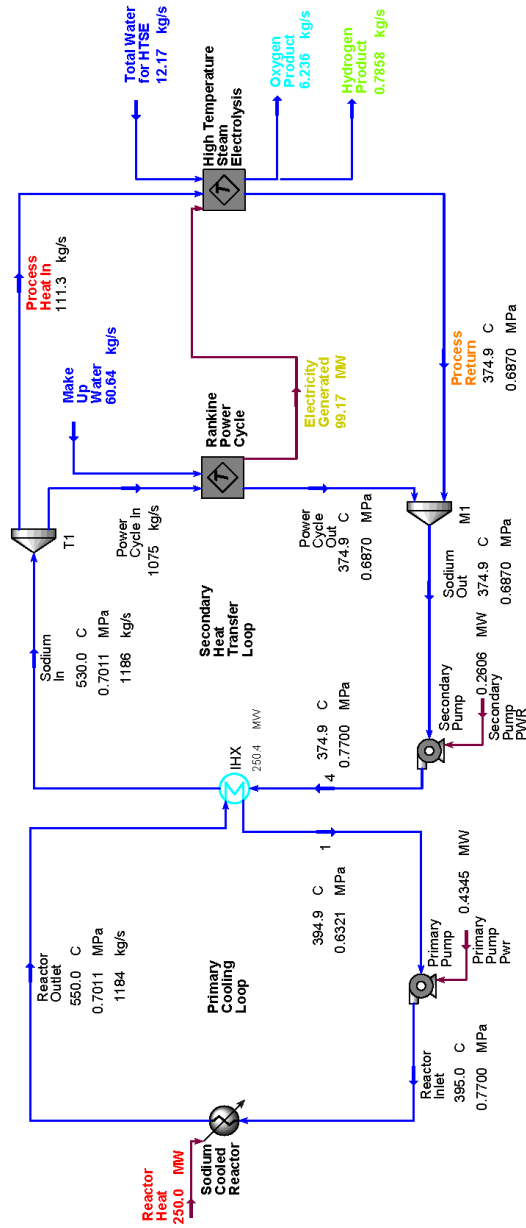 Reactor
Heat
250.0 MW
Sodium
Cooled
Reactor
Reactor
Outlet
550.0 C
0.7011 MPa
1184 kg/s
Primary
Cooling
Loop
Reactor
Inlet
395.0 C
0.7700 MPa
Primary
Pump
Primary
Pump
Pwr
0.4345 MW
1
394.9 C
0.6321 MPa
IHX
250.4 MW
4
374.9 C
0.7700 MPa
Sodium
In
530.0 C
0.7011 MPa
1186 kg/s
Secondary
Heat
Transfer
Loop
Secondary
Pump
Secondary
Pump
PWR
0.2606 MW
Sodium
Out
374.9 C
0.6870 MPa
T1
Power
Cycle In
1075 kg/s
Make
Up
Water
60.64 kg/s
Rankine
Power
Cycle
Power
Cycle
Out
374.9 C
0.6870 MPa
M1
Electricity
Generated
99.17 MW
Process
Heat In
111.3 kg/s
Process
Return
374.9 C
0.6870 MPa
Total Water
for HTSE
12.17 kg/s
High Temperature
Steam
Electrolysis
Oxygen
Product
6.236 kg/s
Hydrogen
Product
0.7858 kg/s
T
T